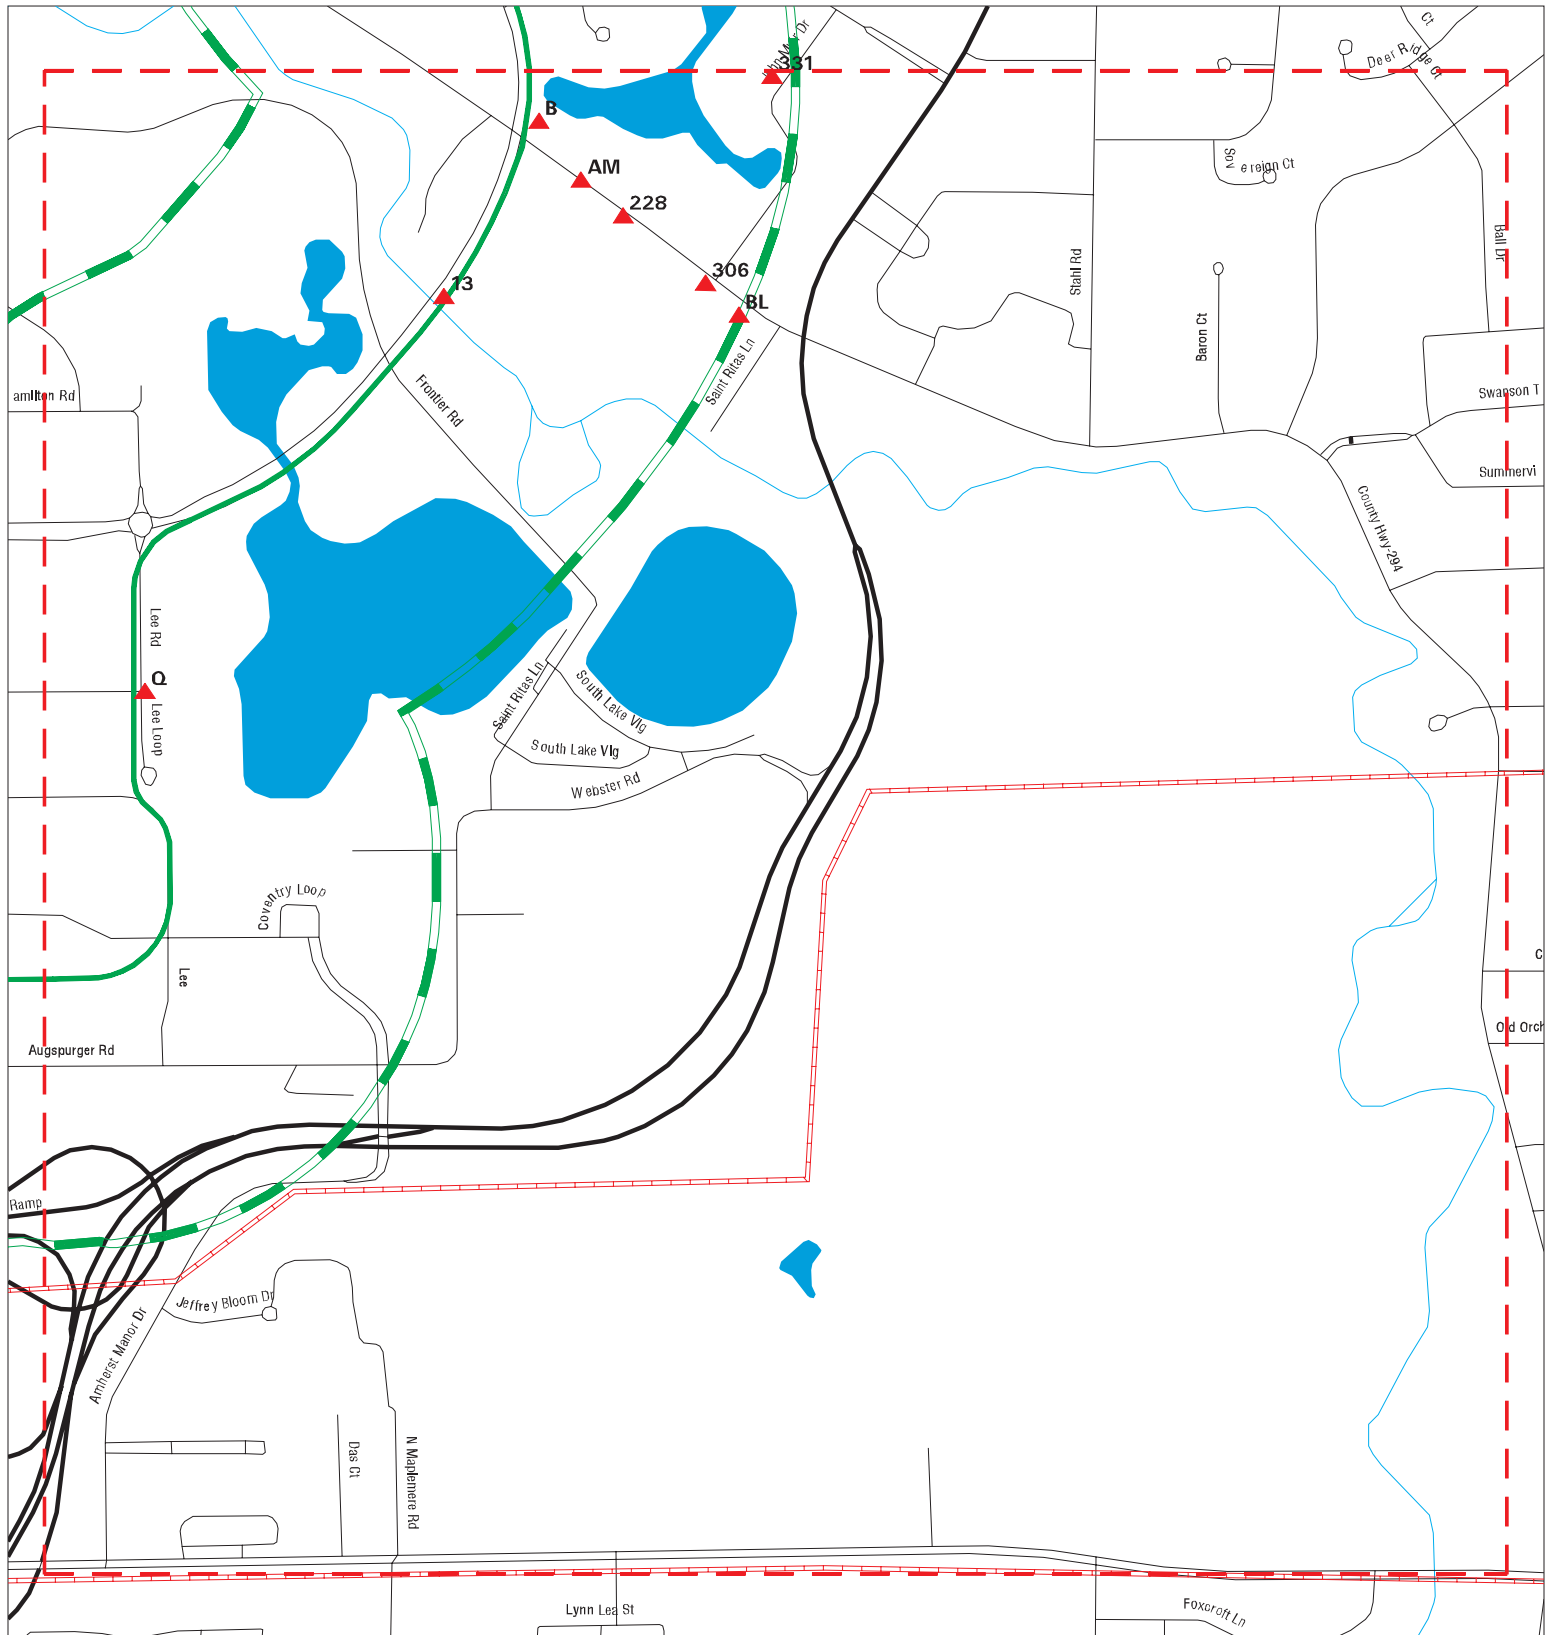 Ct
Deer Ridge Ct
331
B
AM
228
Sov
ereign Ct
306
13
BL
Stahl Rd
Ball Dr
Baron Ct
Saint Ritas Ln
amilton Rd
Frontier Rd
Swanson T
Summervi
County Hwy-294
Lee Rd
Q
Lee Loop
Saint Ritas Ln
South Lake Vlg
South Lake Vlg
Webster Rd
Coventry Loop
Lee
C
Old Orch
Augspurger Rd
Ramp
Jeffrey Bloom Dr
Amherst Manor Dr
Das Ct
N Maplemere Rd
Lynn Lea St
Foxcroft Ln